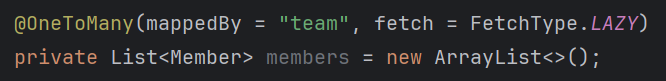 @OneToMany(mappedBy = "team", fetch = FetchType.LAZY)
private List<Member> members = new ArrayList<>();